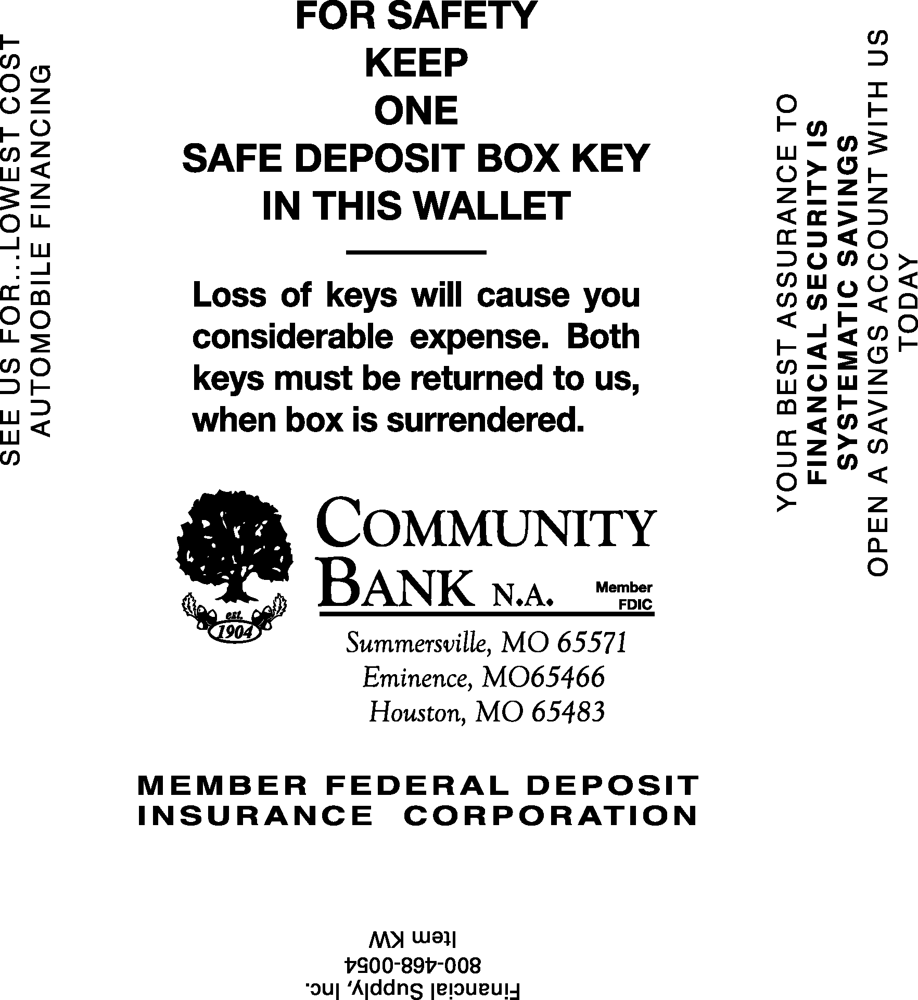 FOR SAFETY
KEEP
ONE
SAFE DEPOSIT BOX KEY
IN THIS WALLET
Loss of keys will cause you
considerable expense. Both
keys must be returned to us,
when box is surrendered.
COMMUNITY
BANK N.A.
Member
FDIC
est.
1904
Summersville, MO 65571
Eminence, MO65466
Houston, MO 65483
MEMBER FEDERAL DEPOSIT
INSURANCE CORPORATION
SEE US FOR...LOWEST COST
AUTOMOBILE FINANCING
YOUR BEST ASSURANCE TO
FINANCIAL SECURITY IS
SYSTEMATIC SAVINGS
OPEN A SAVINGS ACCOUNT WITH US
TODAY
Financial Supply, Inc.
800-468-0054
Item KW